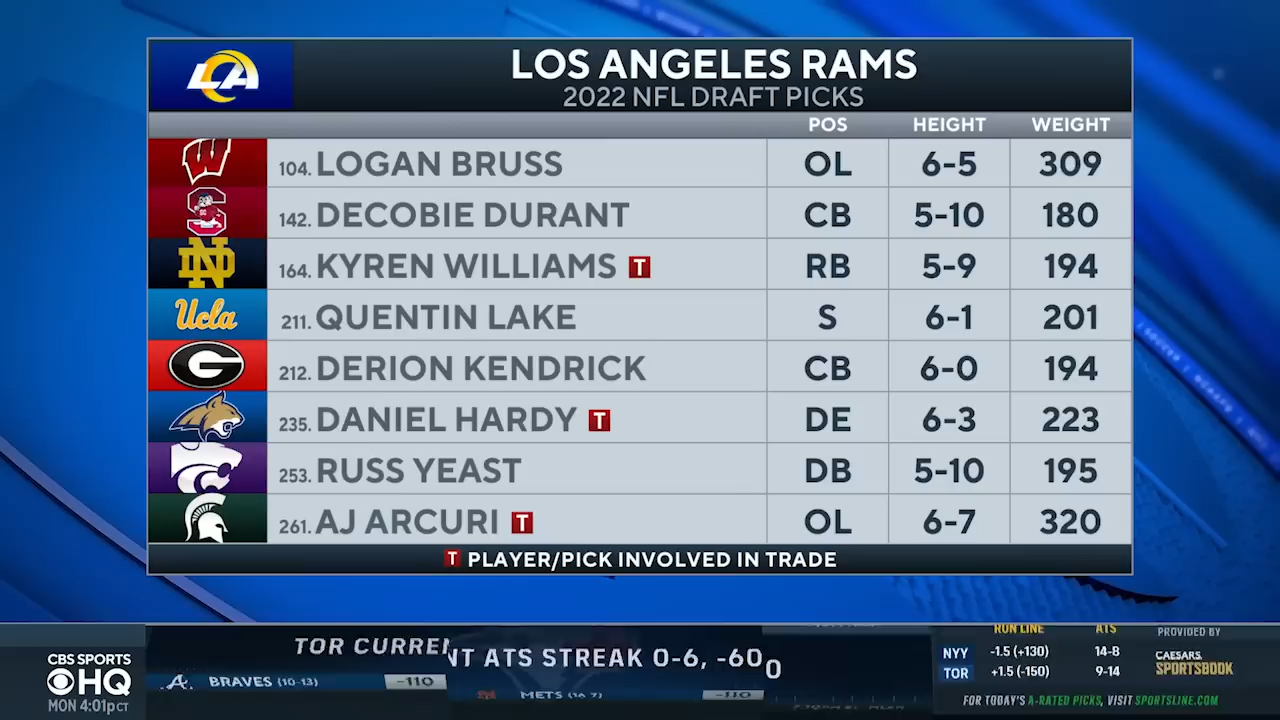 LOS ANGELES RAMS
2022 NFL DRAFT PICKS
POS HEIGHT WEIGHT
104. LOGAN BRUSS OL 6-5 309
142. DECOBIE DURANT CB 5-10 180
164. KYREN WILLIAMS T RB 5-9 194
Ucla 211. QUENTIN LAKE S 6-1 201
212. DERION KENDRICK CB 6-0 194
235. DANIEL HARDY T DE 6-3 223
253. RUSS YEAST DB 5-10 195
261. AJ ARCURI T OL 6-7 320
T PLAYER/PICK INVOLVED IN TRADE
CBS SPORTS
HQ
MON 4:01PCT
TOR CURREN
NT ATS STREAK 0-6, -600
BRAVES (10-13) -110
METS -110
RUN LINE ATS
NYY -1.5 (+130) 14-8
TOR +1.5 (-150) 9-14
PROVIDED BY
CAESARS
SPORTSBOOK
FOR TODAY'S A-RATED PICKS, VISIT SPORTSLINE.COM